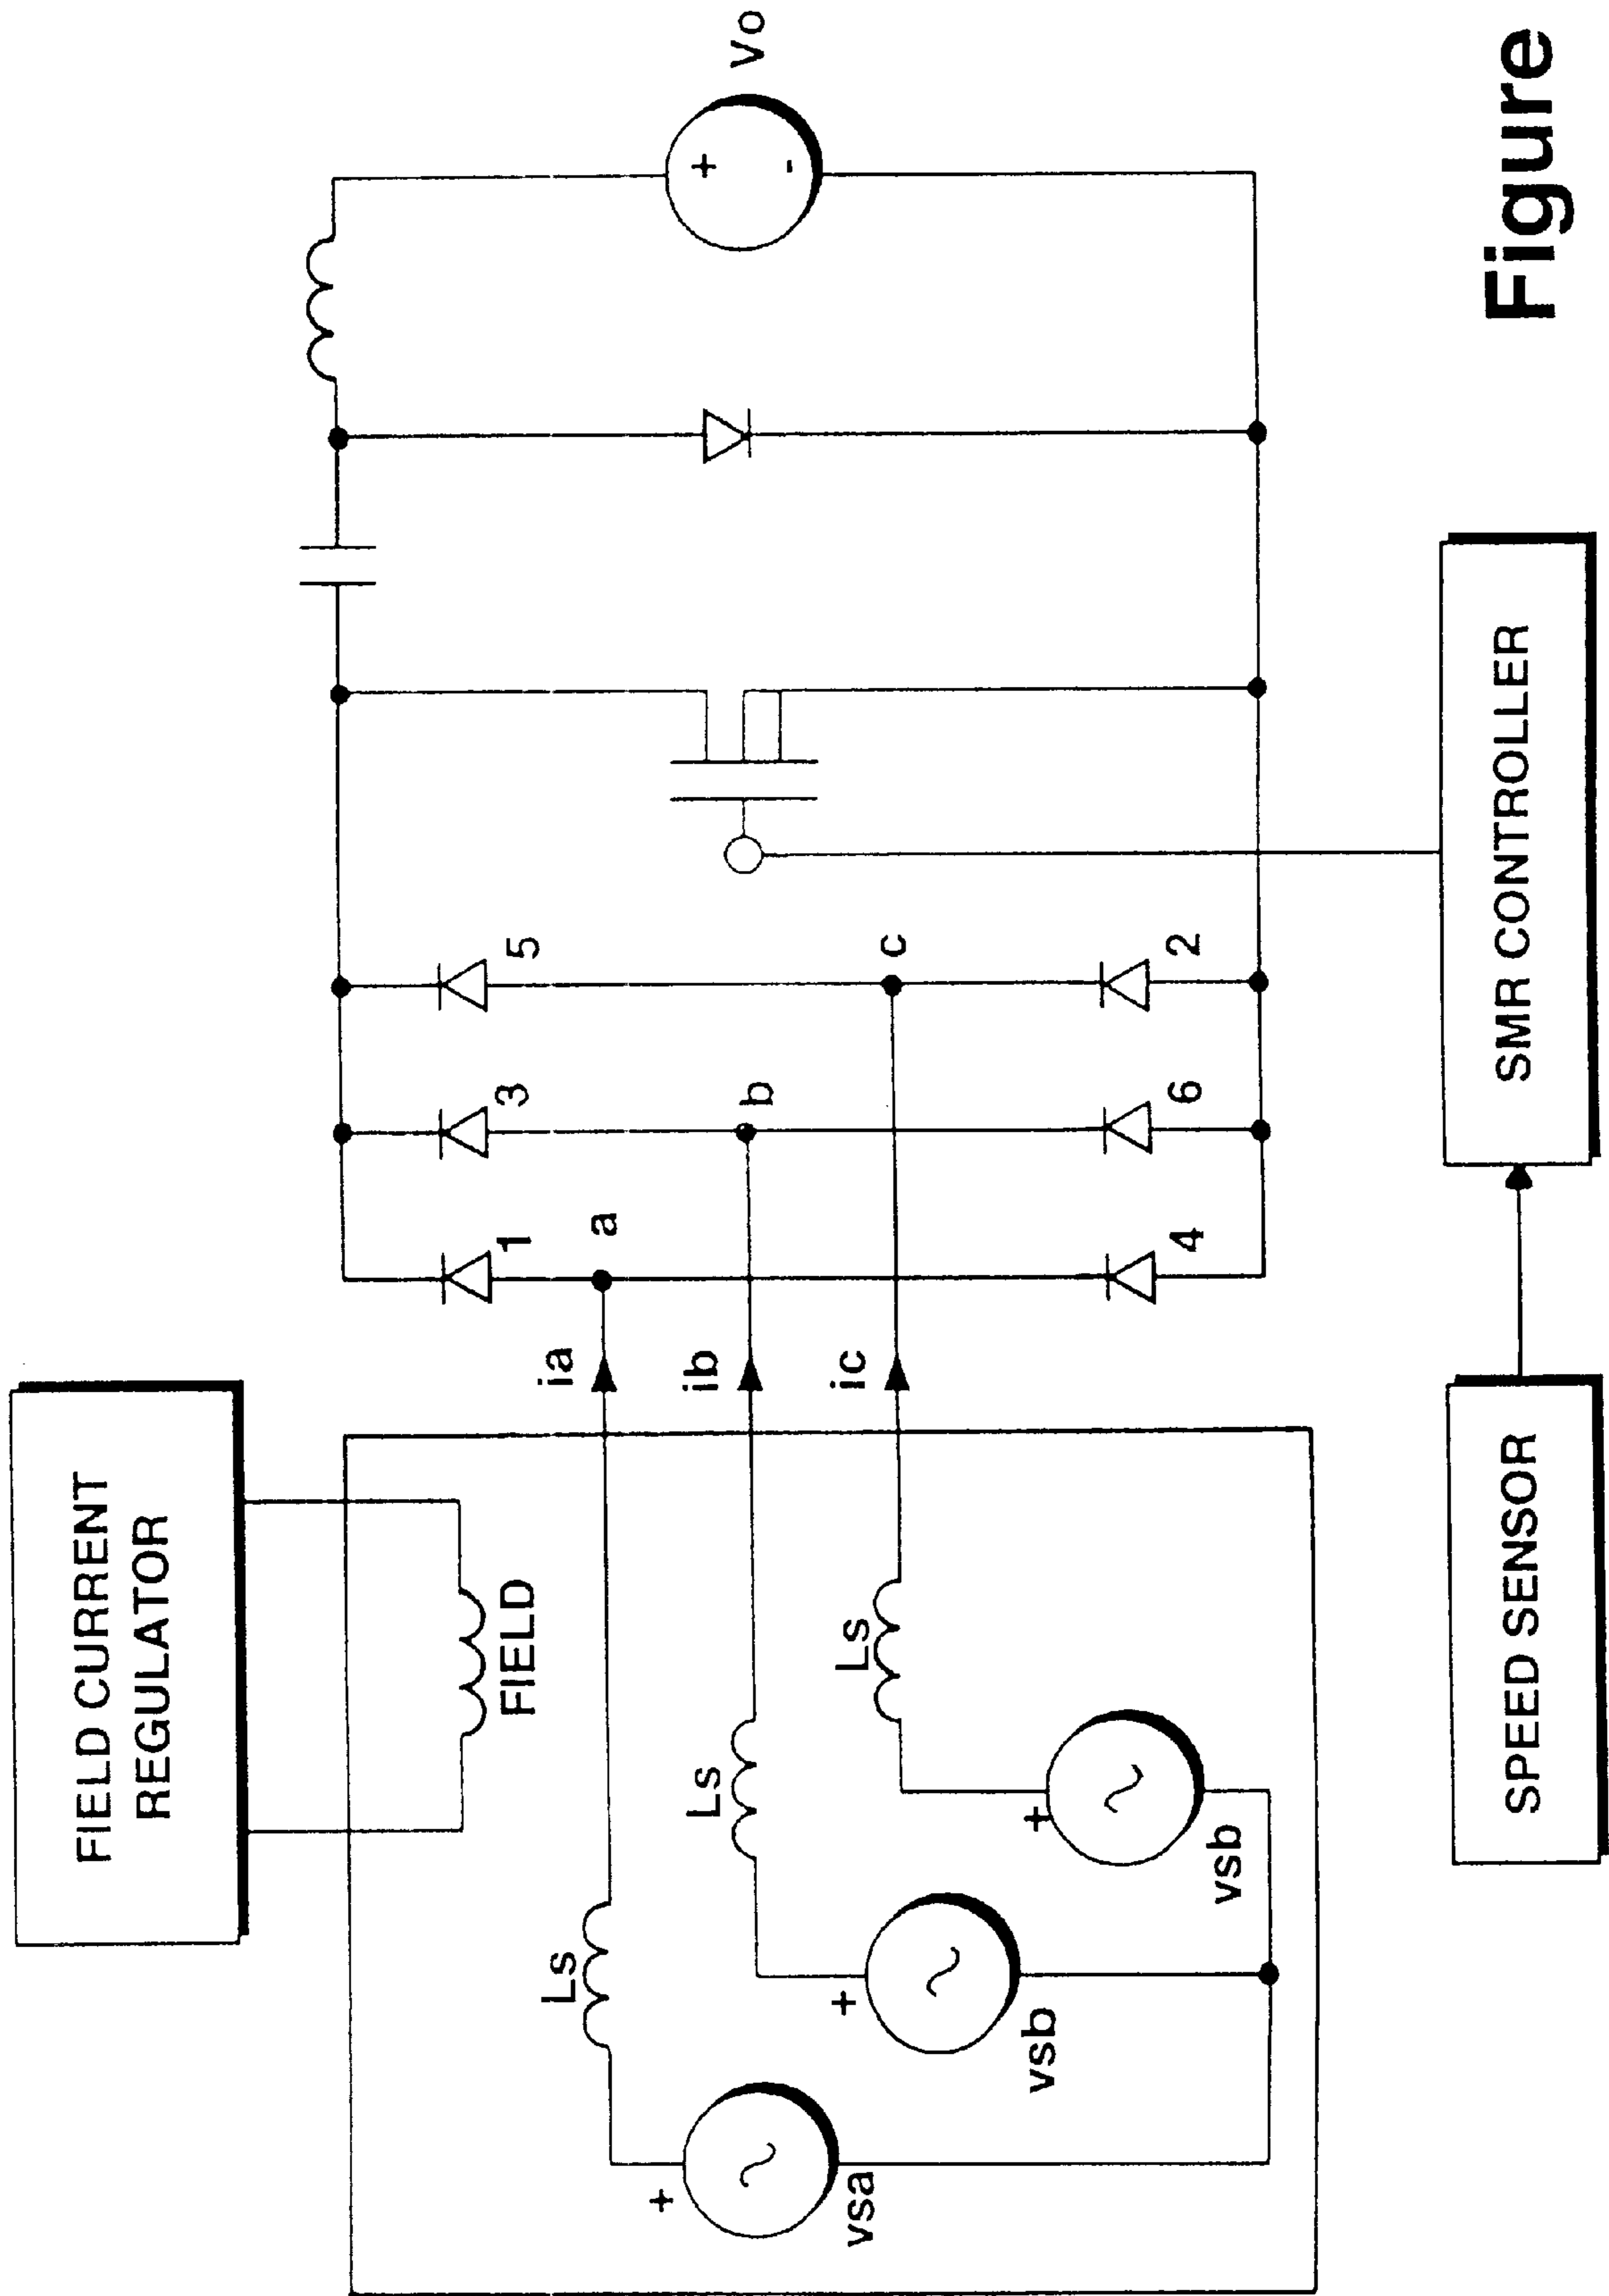 FIELD CURRENT
REGULATOR
FIELD
Ls
Ls
Ls
+
vsa
+
vsb
+
vsb
ia
ib
ic
1
3
5
a
b
c
4
6
2
+
-
Vo
SPEED SENSOR
SMR CONTROLLER
Figure